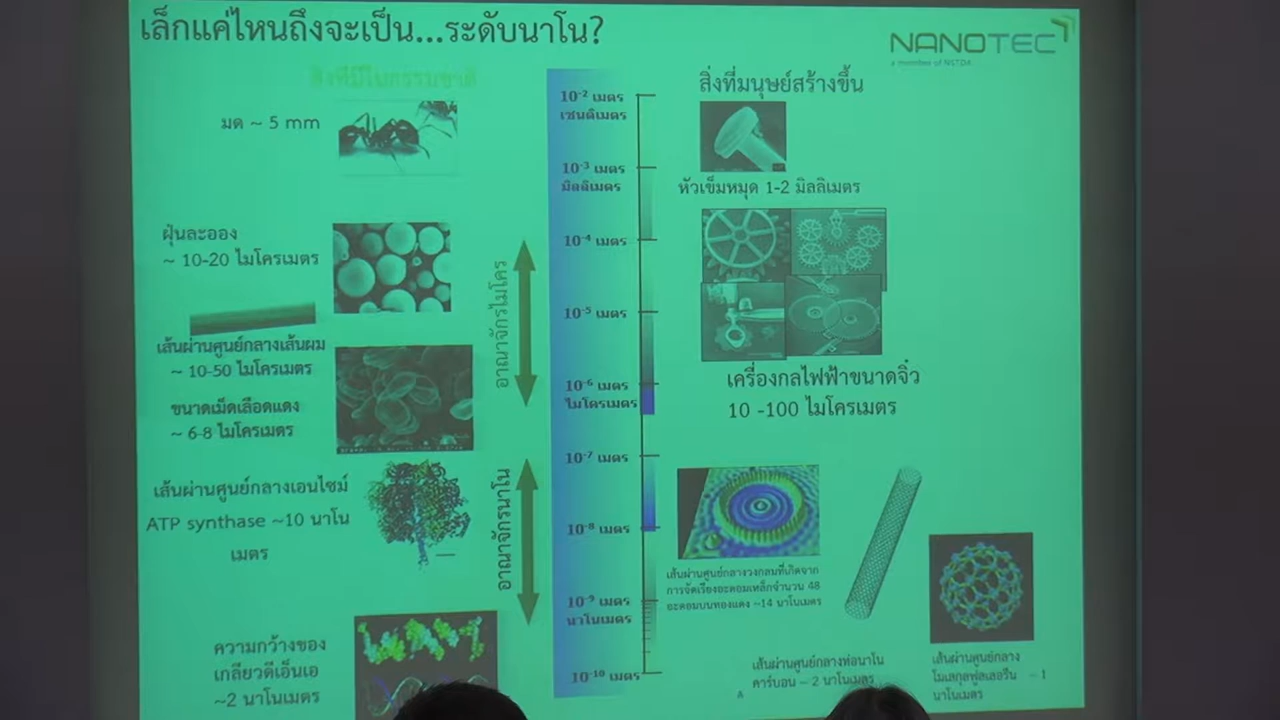 เล็กแค่ไหนถึงจะเป็น...ระดับนาโน?
NANOTEC
a member of NSTDA
สิ่งที่มีในธรรมชาติ
มด ~ 5 mm
ฝุ่นละออง
~ 10-20 ไมโครเมตร
เส้นผ่านศูนย์กลางเส้นผม
~ 10-50 ไมโครเมตร
ขนาดเม็ดเลือดแดง
~ 6-8 ไมโครเมตร
เส้นผ่านศูนย์กลางเอนไซม์
ATP synthase ~10 นาโน
เมตร
ความกว้างของ
เกลียวดีเอ็นเอ
~2 นาโนเมตร
อาณาจักรไมโคร
อาณาจักรนาโน
10⁻² เมตร
เซนติเมตร
10⁻³ เมตร
มิลลิเมตร
10⁻⁴ เมตร
10⁻⁵ เมตร
10⁻⁶ เมตร
ไมโครเมตร
10⁻⁷ เมตร
10⁻⁸ เมตร
10⁻⁹ เมตร
นาโนเมตร
10⁻¹⁰ เมตร
สิ่งที่มนุษย์สร้างขึ้น
หัวเข็มหมุด 1-2 มิลลิเมตร
เครื่องกลไฟฟ้าขนาดจิ๋ว
10 -100 ไมโครเมตร
เส้นผ่านศูนย์กลางวงกลมที่เกิดจาก
การจัดเรียงอะตอมเหล็กจำนวน 48
อะตอมบนทองแดง ~14 นาโนเมตร
เส้นผ่านศูนย์กลางท่อนาโน
คาร์บอน ~ 2 นาโนเมตร
เส้นผ่านศูนย์กลาง
โมเลกุลฟูลเลอรีน ~ 1
นาโนเมตร